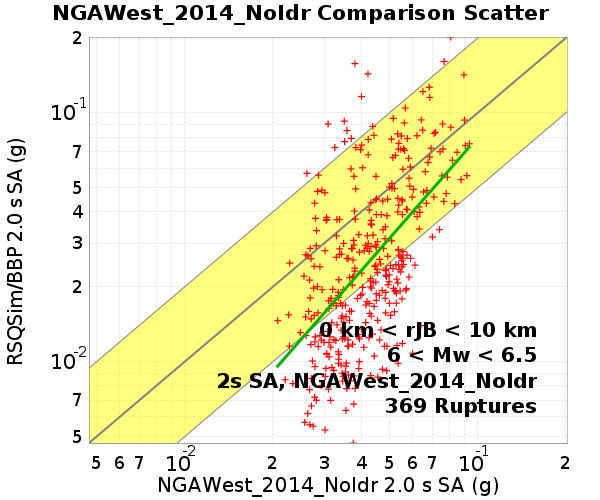 NGAWest_2014_NoIdr Comparison Scatter
2
10^-1
7
5
4
3
2
10^-2
7
5
RSQSim/BBP 2.0 s SA (g)
0 km < rJB < 10 km
6 < Mw < 6.5
2s SA, NGAWest_2014_NoIdr
369 Ruptures
5 6 7 10^-2 2 3 4 5 6 7 10^-1 2
NGAWest_2014_NoIdr 2.0 s SA (g)